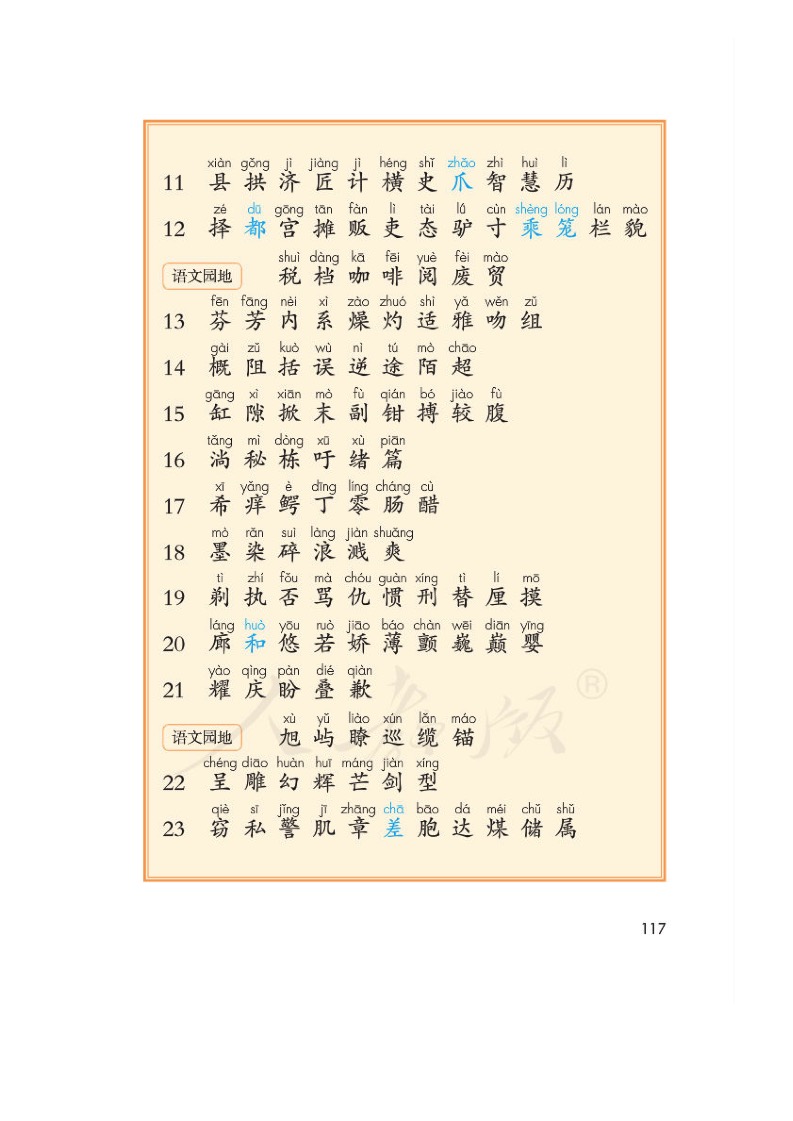 xiàn gǒng jì jiàng jì héng shǐ zhǎo zhì huì lì
11 县 拱 济 匠 计 横 史 爪 智 慧 历
zé dū gōng tān fàn lì tài lǘ cùn shèng lóng lán mào
12 择 都 宫 摊 贩 吏 态 驴 寸 乘 笼 栏 貌
shuì dàng kā fēi yuè fèi mào
语文园地 税 档 咖 啡 阅 废 贸
fēn fāng nèi xì zào zhuó shì yǎ wěn zǔ
13 芬 芳 内 系 燥 灼 适 雅 吻 组
gài zǔ kuò wù nì tú mò chāo
14 概 阻 括 误 逆 途 陌 超
gāng xì xiān mò fù qián bó jiào fù
15 缸 隙 掀 末 副 钳 搏 较 腹
tǎng mì dòng xū xù piān
16 淌 秘 栋 吁 绪 篇
xī yǎng è dīng líng cháng cù
17 希 痒 鳄 丁 零 肠 醋
mò rǎn suì làng jiàn shuǎng
18 墨 染 碎 浪 溅 爽
tì zhí fǒu mà chóu guàn xíng tì lí mō
19 剃 执 否 骂 仇 惯 刑 替 厘 摸
láng huò yōu ruò jiāo báo chàn wēi diān yīng
20 廊 和 悠 若 娇 薄 颤 巍 巅 婴
yào qìng pàn dié qiàn
21 耀 庆 盼 叠 歉
xù yǔ liào xún lǎn máo
语文园地 旭 屿 瞭 巡 缆 锚
chéng diāo huàn huī máng jiàn xíng
22 呈 雕 幻 辉 芒 剑 型
qiè sī jǐng jī zhāng chā bāo dá méi chǔ shǔ
23 窃 私 警 肌 章 差 胞 达 煤 储 属
人教版®
117